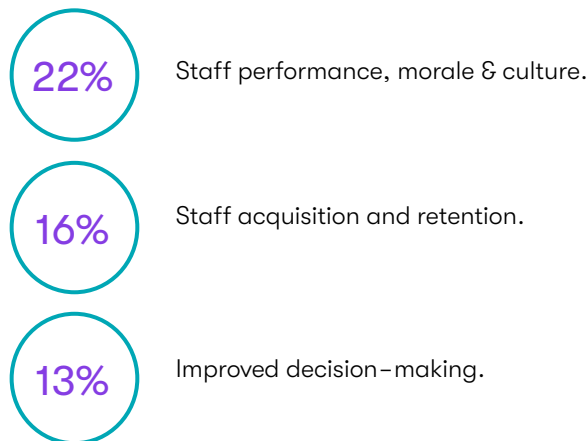 22%
Staff performance, morale & culture.
16%
Staff acquisition and retention.
13%
Improved decision-making.